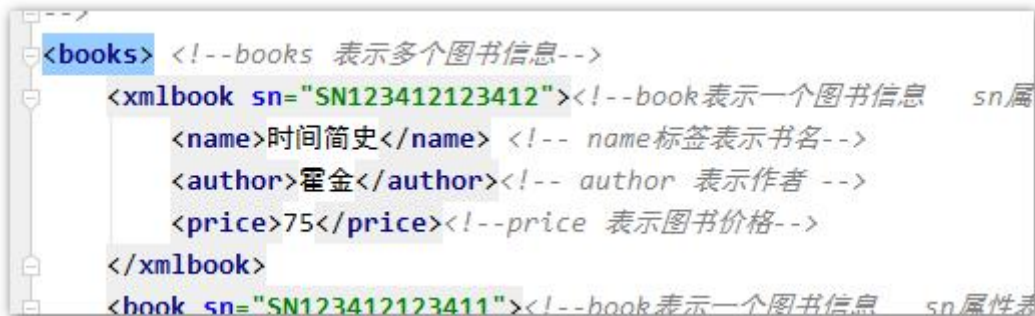 -->
<books> <!--books 表示多个图书信息-->
<xmlbook sn="SN123412123412"><!--book表示一个图书信息 sn属
<name>时间简史</name> <!-- name标签表示书名-->
<author>霍金</author><!-- author 表示作者 -->
<price>75</price><!--price 表示图书价格-->
</xmlbook>
<book sn="SN123412123411"><!--book表示一个图书信息 sn属性表